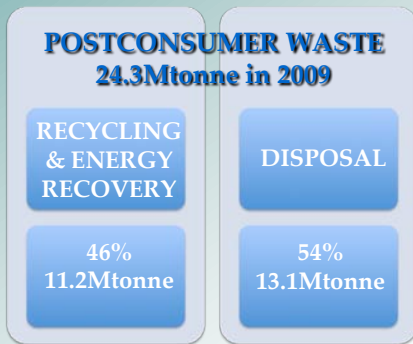 POSTCONSUMER WASTE
24.3Mtonne in 2009
RECYCLING
& ENERGY
RECOVERY
DISPOSAL
46%
11.2Mtonne
54%
13.1Mtonne